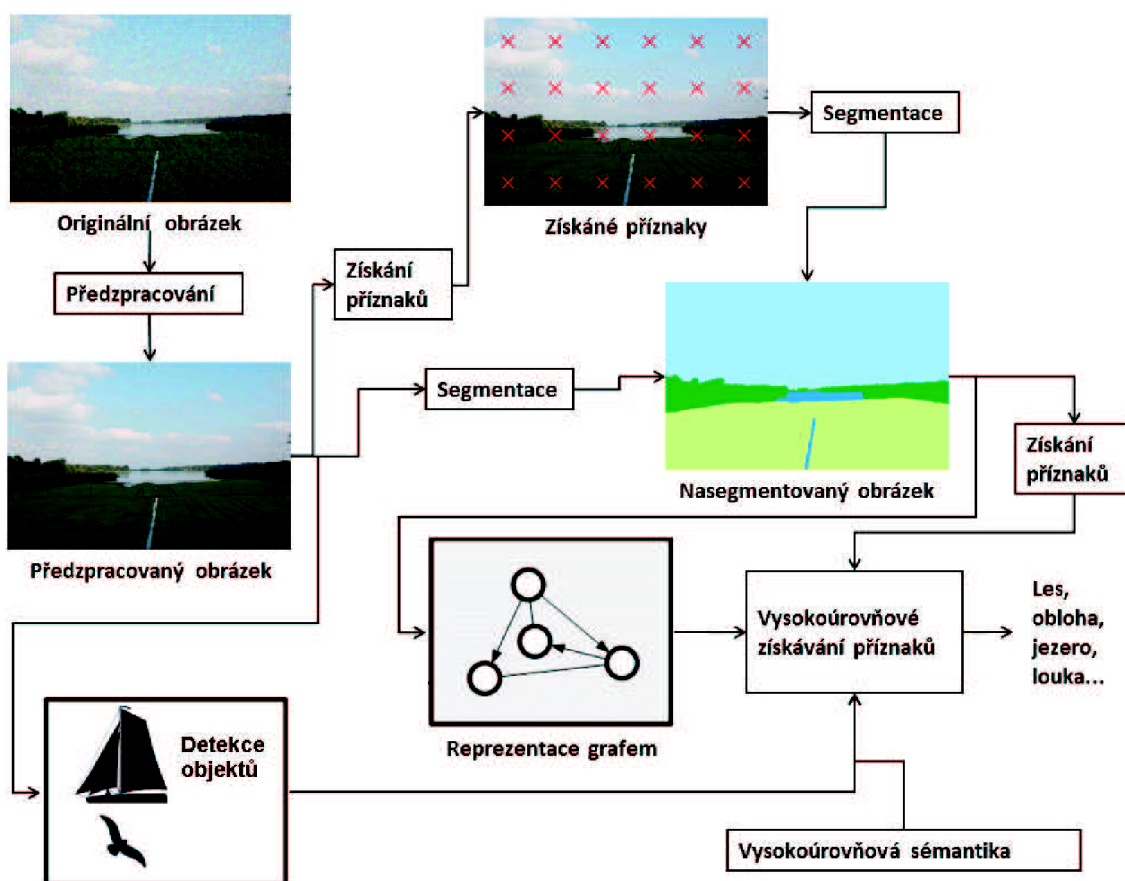 Originální obrázek
Předzpracování
Předzpracovaný obrázek
Získání
příznaků
Získáné příznaky
Segmentace
Segmentace
Nasegmentovaný obrázek
Získání
příznaků
Reprezentace grafem
Vysokoúrovňové
získávání příznaků
Les,
obloha,
jezero,
louka...
Detekce
objektů
Vysokoúrovňová sémantika